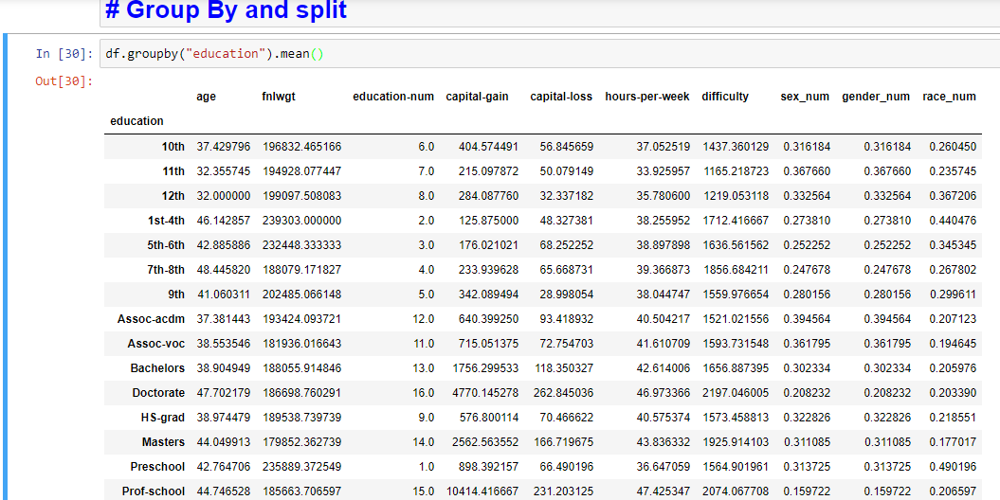 # Group By and split
In [30]: df.groupby("education").mean()
Out[30]:
age fnlwgt education-num capital-gain capital-loss hours-per-week difficulty sex_num gender_num race_num
education
10th 37.429796 196832.465166 6.0 404.574491 56.845659 37.052519 1437.360129 0.316184 0.316184 0.260450
11th 32.355745 194928.077447 7.0 215.097872 50.079149 33.925957 1165.218723 0.367660 0.367660 0.235745
12th 32.000000 199097.508083 8.0 284.087760 32.337182 35.780600 1219.053118 0.332564 0.332564 0.367206
1st-4th 46.142857 239303.000000 2.0 125.875000 48.327381 38.255952 1712.416667 0.273810 0.273810 0.440476
5th-6th 42.885886 232448.333333 3.0 176.021021 68.252252 38.897898 1636.561562 0.252252 0.252252 0.345345
7th-8th 48.445820 188079.171827 4.0 233.939628 65.668731 39.366873 1856.684211 0.247678 0.247678 0.267802
9th 41.060311 202485.066148 5.0 342.089494 28.998054 38.044747 1559.976654 0.280156 0.280156 0.299611
Assoc-acdm 37.381443 193424.093721 12.0 640.399250 93.418932 40.504217 1521.021556 0.394564 0.394564 0.207123
Assoc-voc 38.553546 181936.016643 11.0 715.051375 72.754703 41.610709 1593.731548 0.361795 0.361795 0.194645
Bachelors 38.904949 188055.914846 13.0 1756.299533 118.350327 42.614006 1656.887395 0.302334 0.302334 0.205976
Doctorate 47.702179 186698.760291 16.0 4770.145278 262.845036 46.973366 2197.046005 0.208232 0.208232 0.203390
HS-grad 38.974479 189538.739739 9.0 576.800114 70.466622 40.575374 1573.458813 0.322826 0.322826 0.218551
Masters 44.049913 179852.362739 14.0 2562.563552 166.719675 43.836332 1925.914103 0.311085 0.311085 0.177017
Preschool 42.764706 235889.372549 1.0 898.392157 66.490196 36.647059 1564.901961 0.313725 0.313725 0.490196
Prof-school 44.746528 185663.706597 15.0 10414.416667 231.203125 47.425347 2074.067708 0.159722 0.159722 0.206597